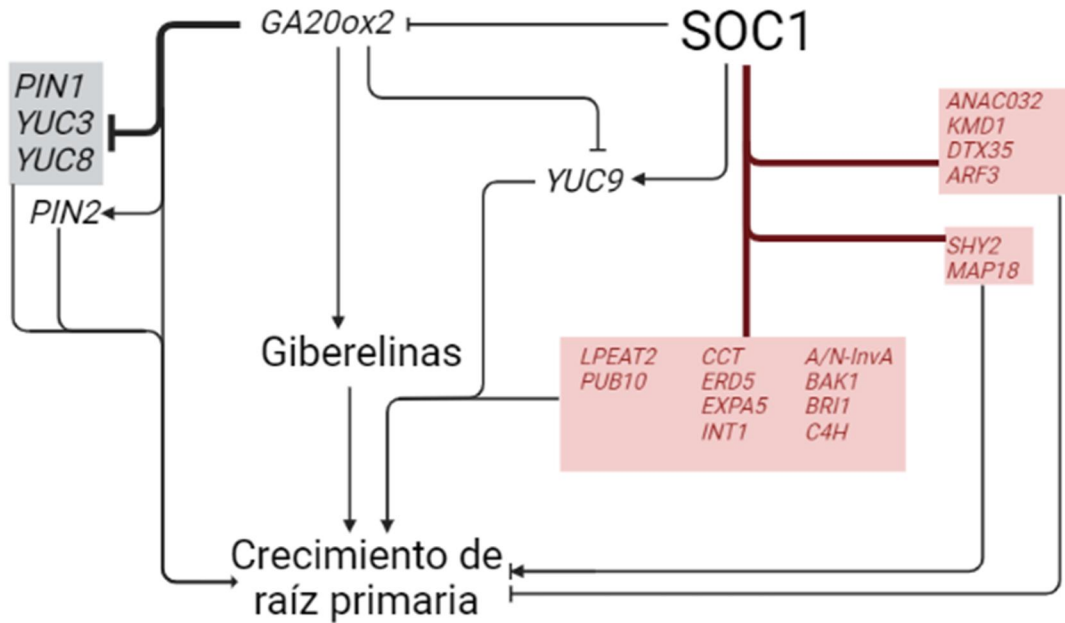 GA20ox2
SOC1
PIN1
YUC3
YUC8
PIN2
YUC9
ANAC032
KMD1
DTX35
ARF3
SHY2
MAP18
Giberelinas
LPEAT2
PUB10
CCT
ERD5
EXPA5
INT1
A/N-InvA
BAK1
BRI1
C4H
Crecimiento de
raíz primaria